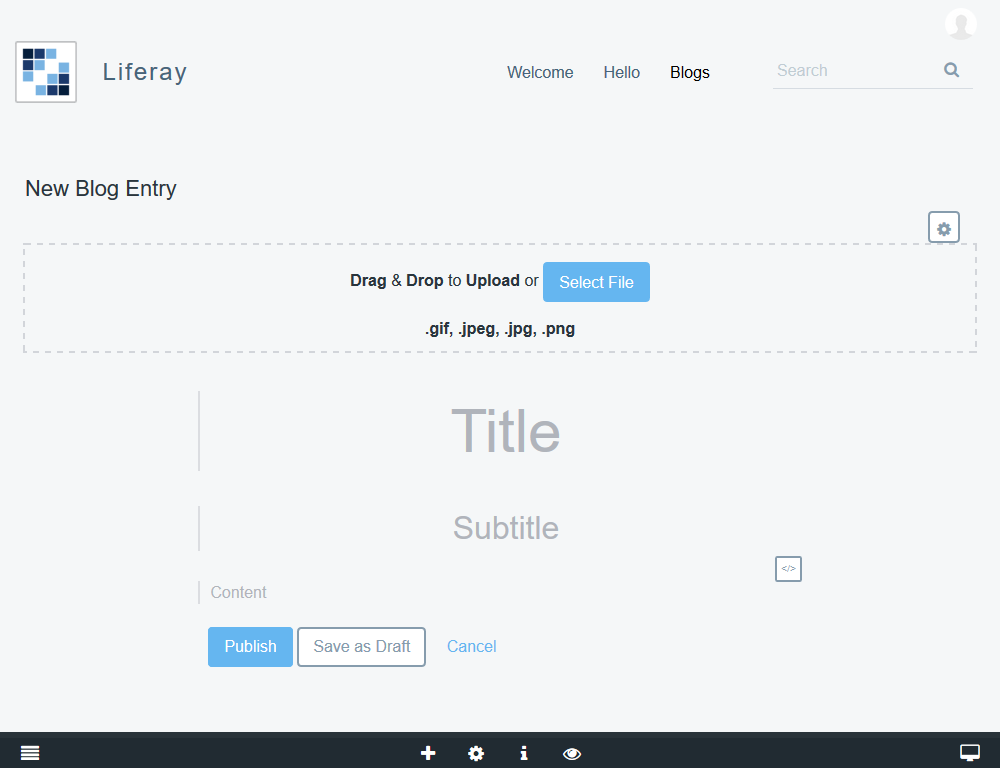 Liferay
Welcome Hello Blogs Search
New Blog Entry
Drag & Drop to Upload or Select File
.gif, .jpeg, .jpg, .png
Title
Subtitle
</>
Content
Publish Save as Draft Cancel